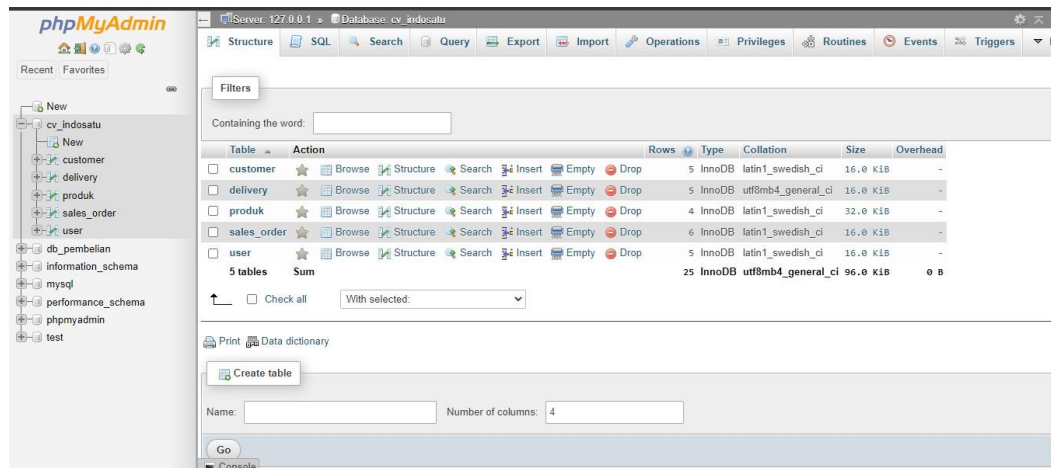 phpMyAdmin
Recent Favorites
New
cv_indosatu
New
customer
delivery
produk
sales_order
user
db_pembelian
information_schema
mysql
performance_schema
phpmyadmin
test
Server: 127.0.0.1 » Database: cv_indosatu
Structure SQL Search Query Export Import Operations Privileges Routines Events Triggers
Filters
Containing the word:
Table Action Rows Type Collation Size Overhead
customer Browse Structure Search Insert Empty Drop 5 InnoDB latin1_swedish_ci 16.0 KiB -
delivery Browse Structure Search Insert Empty Drop 5 InnoDB utf8mb4_general_ci 16.0 KiB -
produk Browse Structure Search Insert Empty Drop 4 InnoDB latin1_swedish_ci 32.0 KiB -
sales_order Browse Structure Search Insert Empty Drop 6 InnoDB latin1_swedish_ci 16.0 KiB -
user Browse Structure Search Insert Empty Drop 5 InnoDB latin1_swedish_ci 16.0 KiB -
5 tables Sum 25 InnoDB utf8mb4_general_ci 96.0 KiB 0 B
Check all With selected:
Print Data dictionary
Create table
Name: Number of columns: 4
Go
Console